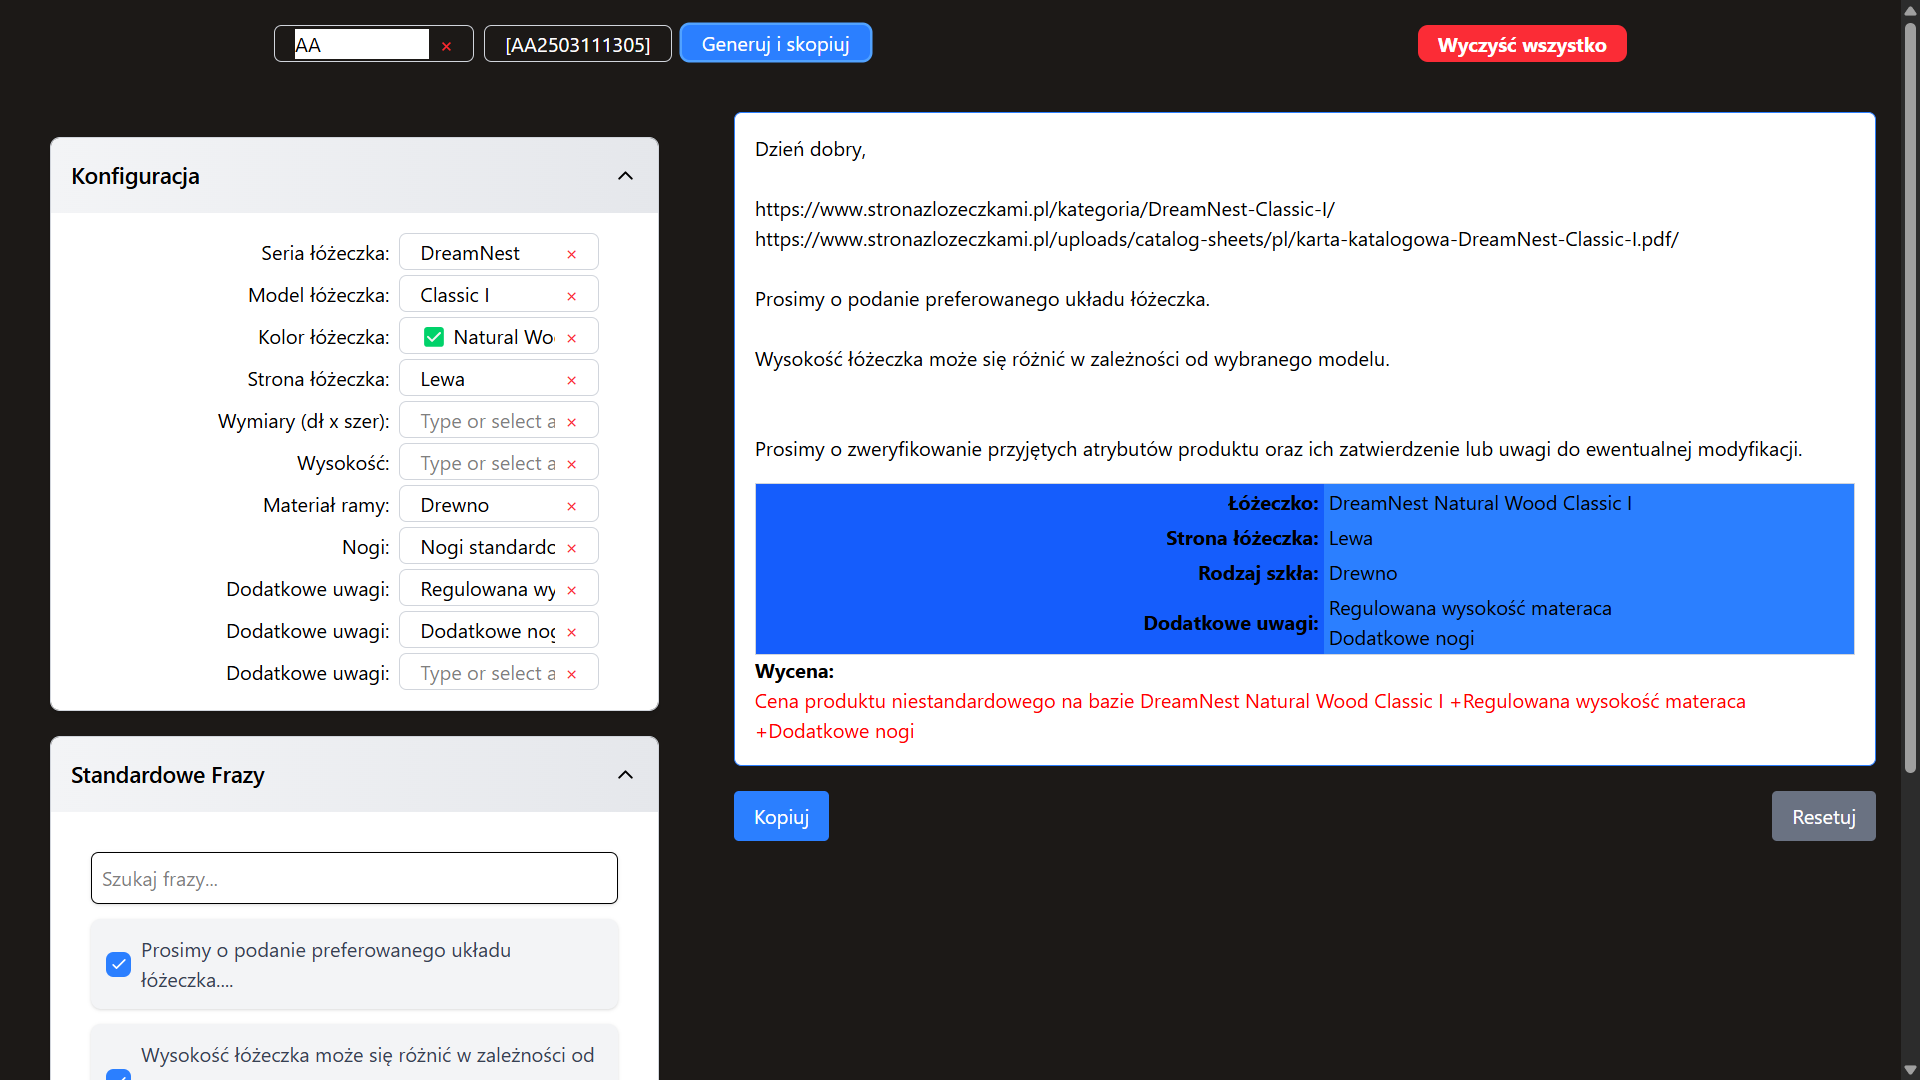 AA ×
[AA2503111305]
Generuj i skopiuj
Wyczyść wszystko
Konfiguracja
Seria łóżeczka: DreamNest ×
Model łóżeczka: Classic I ×
Kolor łóżeczka: Natural Woo ×
Strona łóżeczka: Lewa ×
Wymiary (dł x szer): Type or select a ×
Wysokość: Type or select a ×
Materiał ramy: Drewno ×
Nogi: Nogi standardo ×
Dodatkowe uwagi: Regulowana wy ×
Dodatkowe uwagi: Dodatkowe nog ×
Dodatkowe uwagi: Type or select a ×
Standardowe Frazy
Szukaj frazy...
Prosimy o podanie preferowanego układu
łóżeczka....
Wysokość łóżeczka może się różnić w zależności od
Dzień dobry,
https://www.stronazlozeczkami.pl/kategoria/DreamNest-Classic-I/
https://www.stronazlozeczkami.pl/uploads/catalog-sheets/pl/karta-katalogowa-DreamNest-Classic-I.pdf/
Prosimy o podanie preferowanego układu łóżeczka.
Wysokość łóżeczka może się różnić w zależności od wybranego modelu.
Prosimy o zweryfikowanie przyjętych atrybutów produktu oraz ich zatwierdzenie lub uwagi do ewentualnej modyfikacji.
Łóżeczko: DreamNest Natural Wood Classic I
Strona łóżeczka: Lewa
Rodzaj szkła: Drewno
Dodatkowe uwagi: Regulowana wysokość materaca
Dodatkowe nogi
Wycena:
Cena produktu niestandardowego na bazie DreamNest Natural Wood Classic I +Regulowana wysokość materaca
+Dodatkowe nogi
Kopiuj
Resetuj